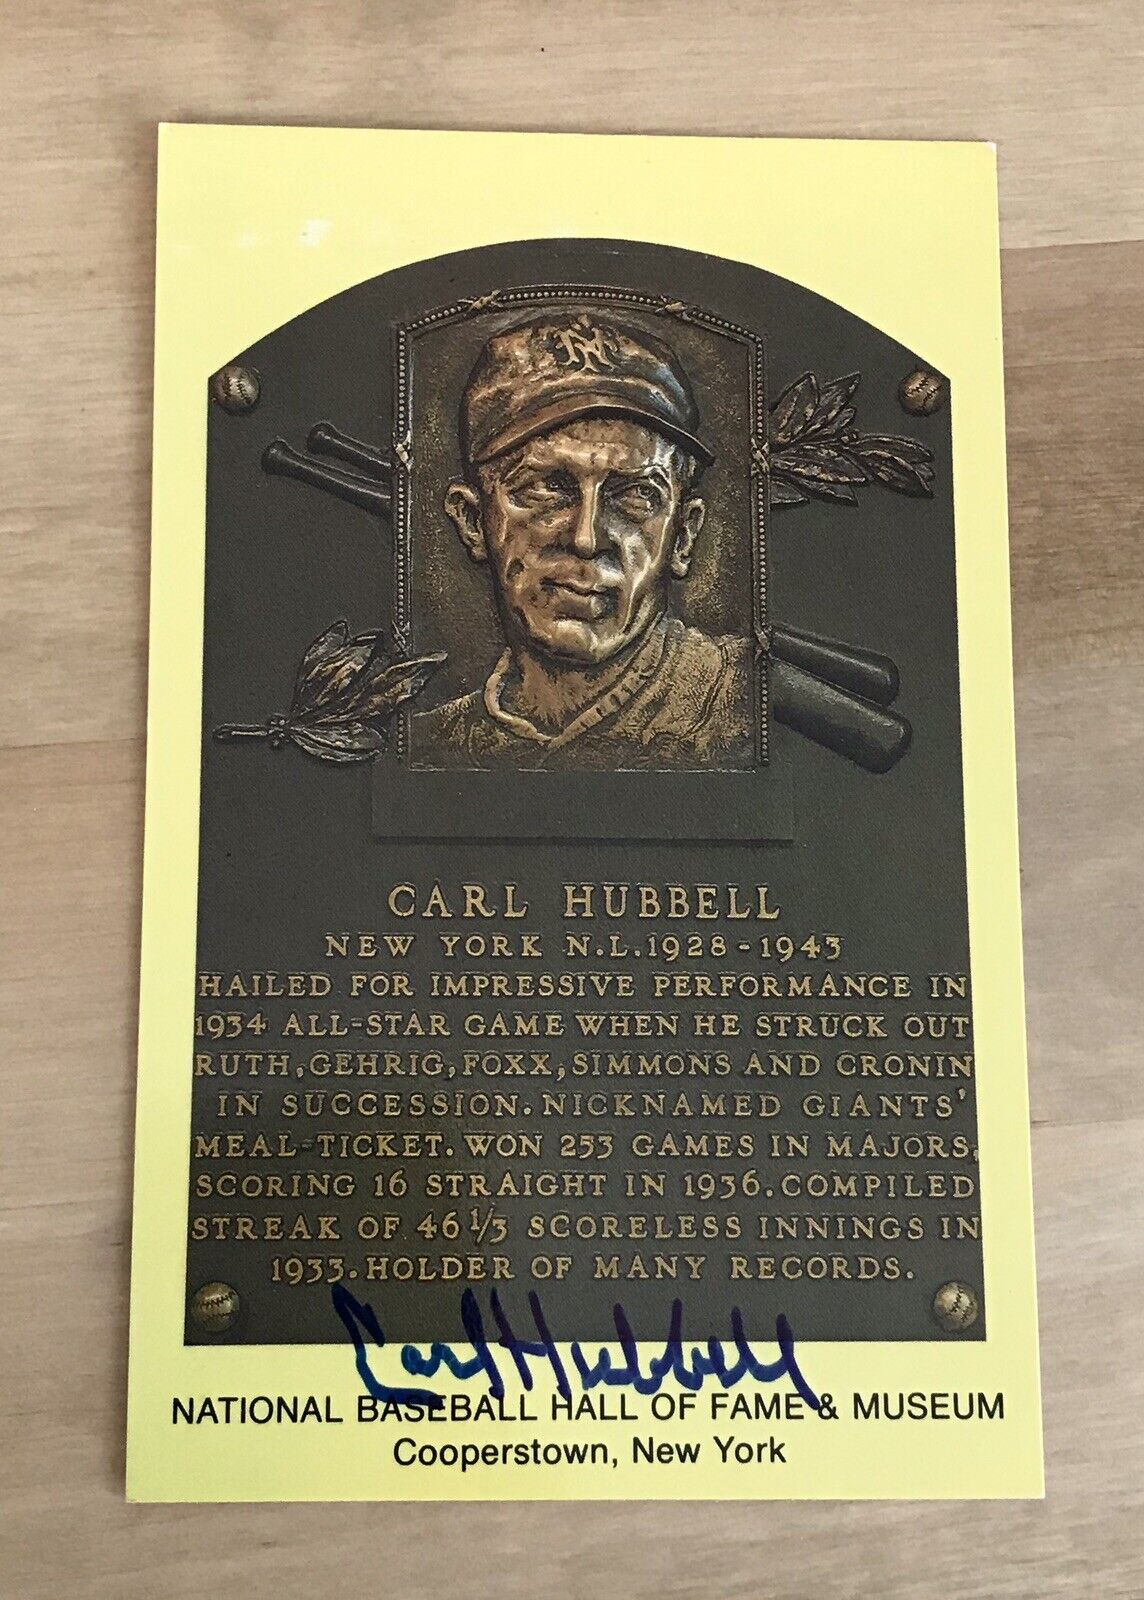 NY
CARL HUBBELL
NEW YORK N.L. 1928-1943
HAILED FOR IMPRESSIVE PERFORMANCE IN
1934 ALL-STAR GAME WHEN HE STRUCK OUT
RUTH, GEHRIG, FOXX, SIMMONS AND CRONIN
IN SUCCESSION. NICKNAMED GIANTS'
MEAL-TICKET. WON 253 GAMES IN MAJORS,
SCORING 16 STRAIGHT IN 1936. COMPILED
STREAK OF 46 1/3 SCORELESS INNINGS IN
1933. HOLDER OF MANY RECORDS.
Carl Hubbell
NATIONAL BASEBALL HALL OF FAME & MUSEUM
Cooperstown, New York